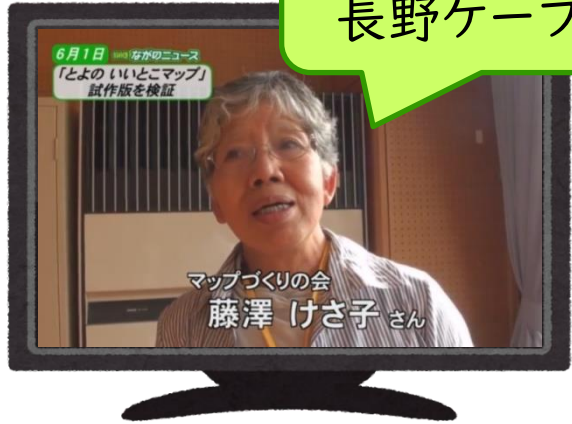 長野ケーブ
6月1日
ながのニュース
「とよの いいとこマップ」
試作版を検証
マップづくりの会
藤澤 けさ子 さん